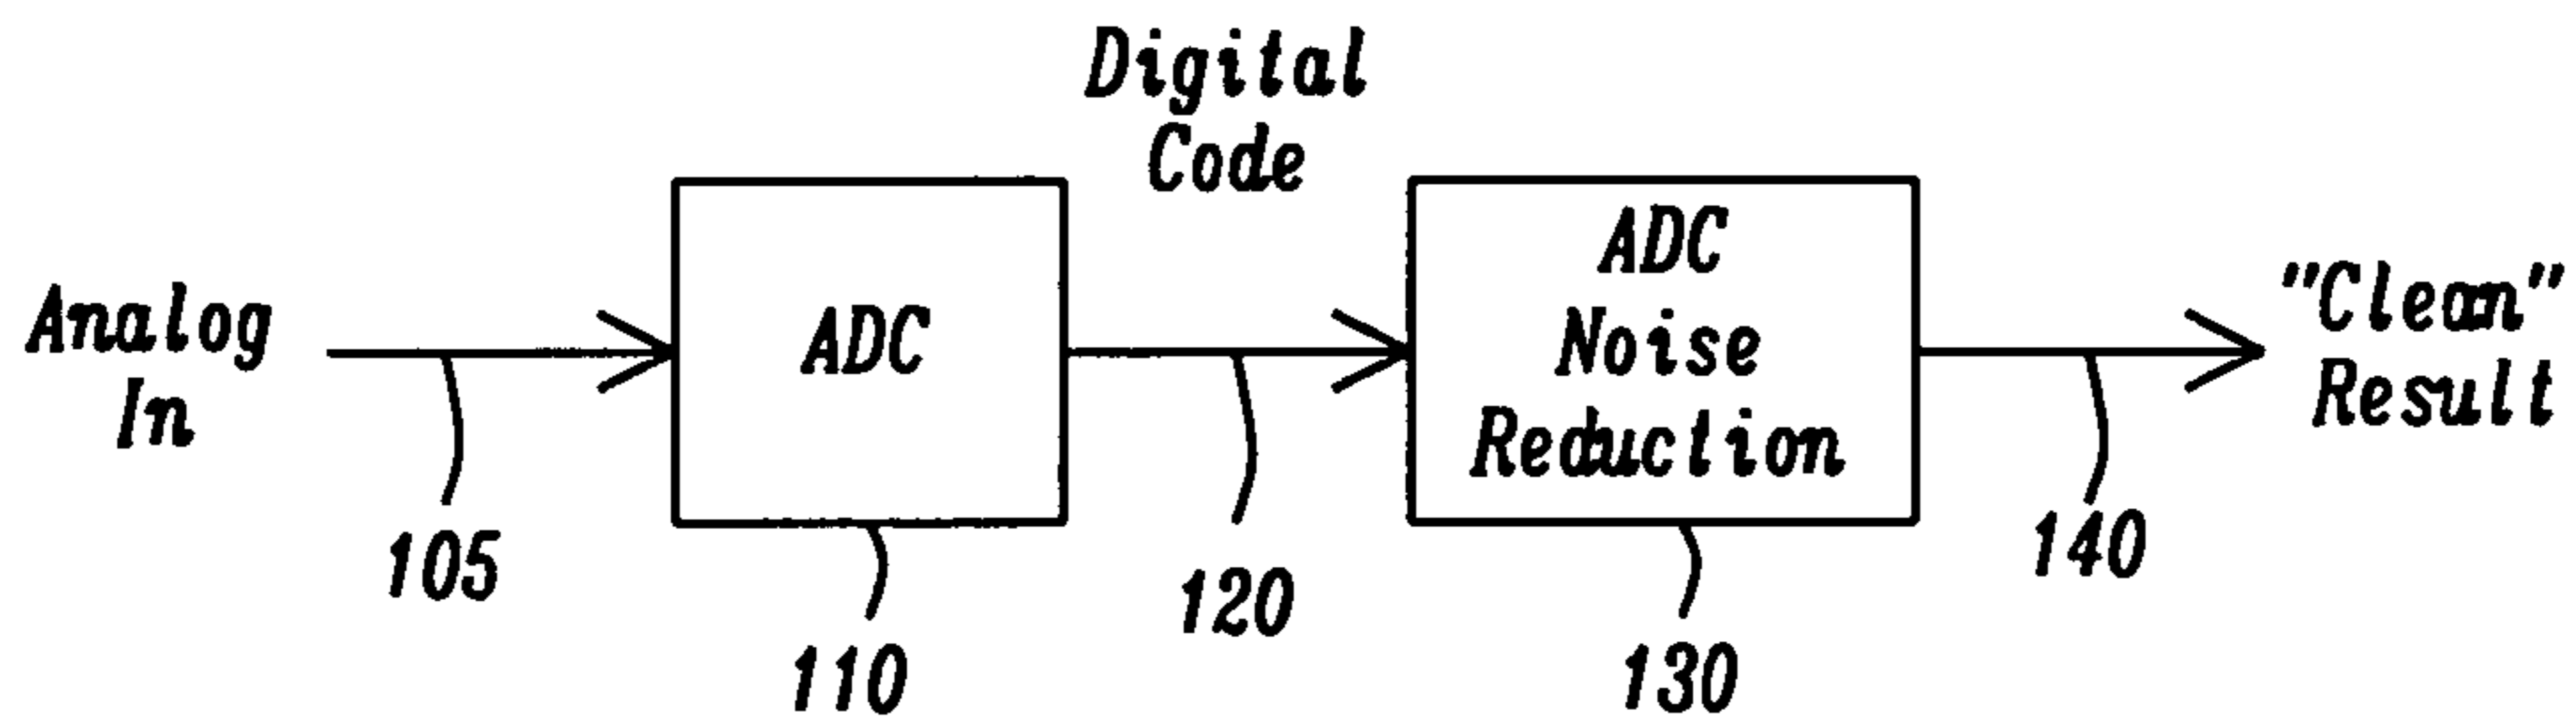 Digital
Code
Analog
In
ADC
ADC
Noise
Reduction
"Clean"
Result
105
110
120
130
140